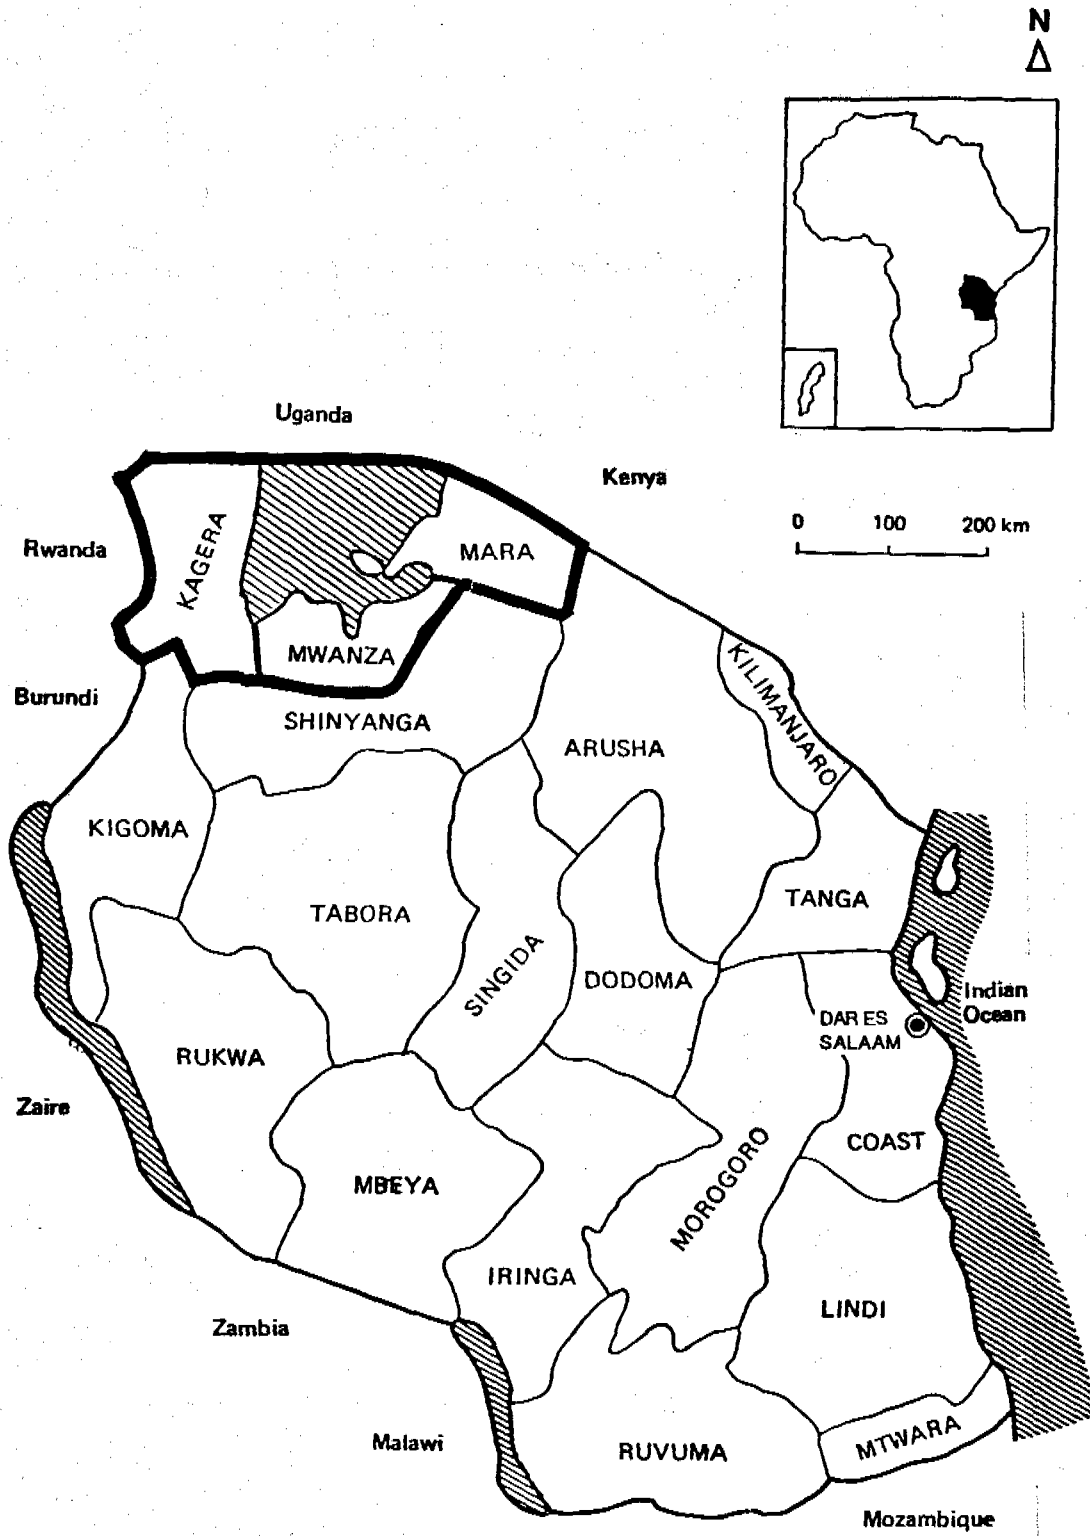 N
Uganda
Kenya
0 100 200 km
Rwanda
KAGERA
MARA
MWANZA
KILIMANJARO
Burundi
SHINYANGA
ARUSHA
KIGOMA
TABORA
TANGA
SINGIDA
DODOMA
Indian
Ocean
DAR ES
SALAAM
RUKWA
Zaire
COAST
MBEYA
MOROGORO
IRINGA
LINDI
Zambia
Malawi
RUVUMA
MTWARA
Mozambique